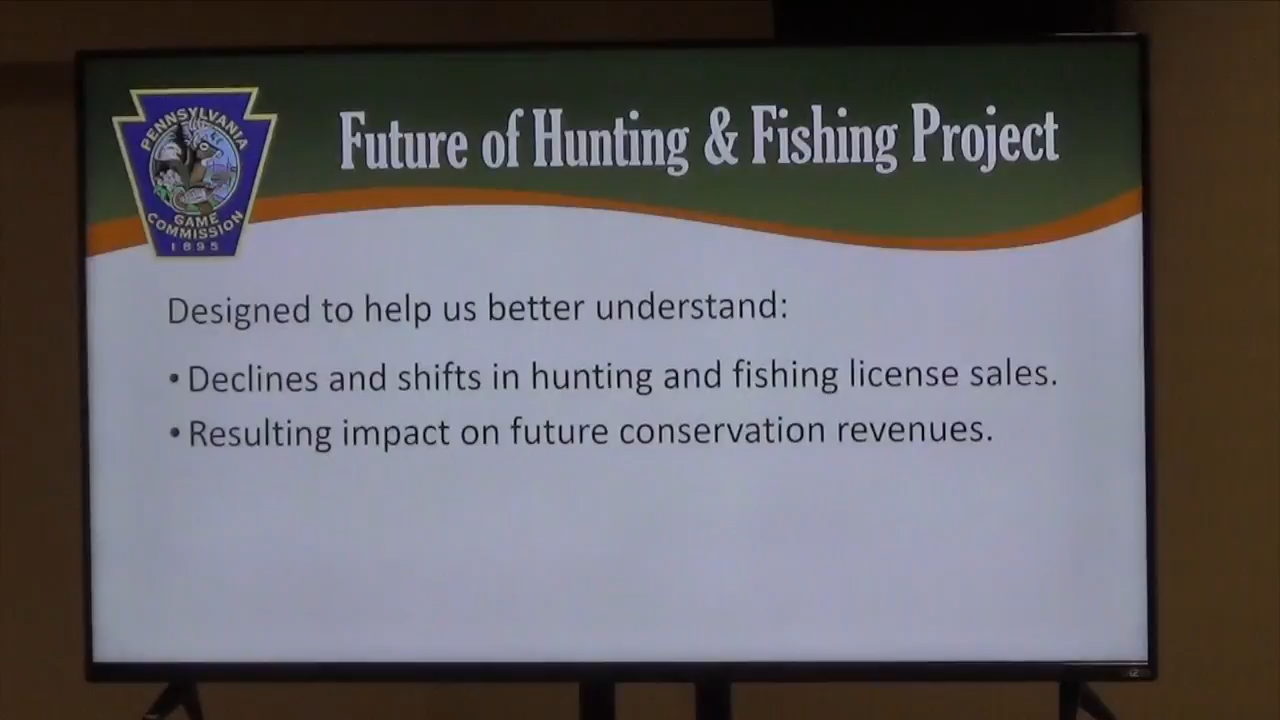 PENNSYLVANIA
GAME
COMMISSION
1895
Future of Hunting & Fishing Project
Designed to help us better understand:
• Declines and shifts in hunting and fishing license sales.
• Resulting impact on future conservation revenues.